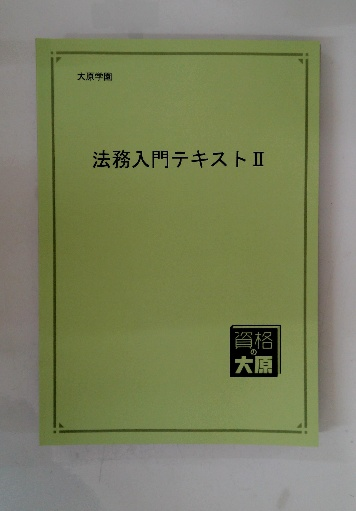 大原学園
法務入門テキストⅡ
資格
の
大原